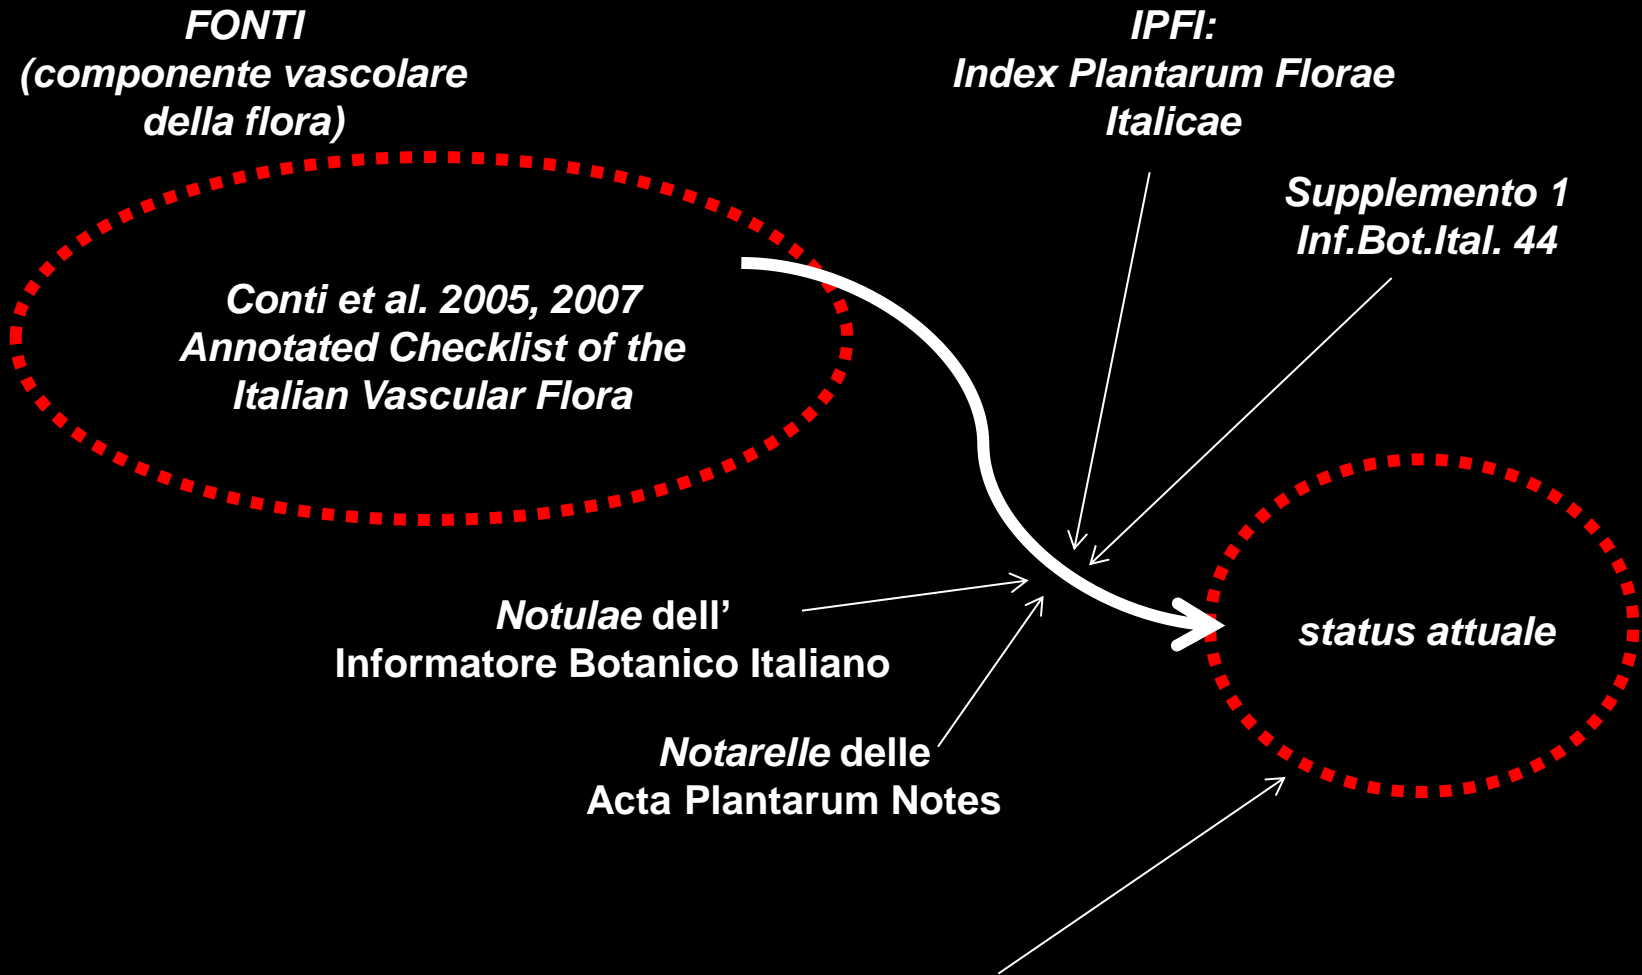 FONTI
(componente vascolare
della flora)
IPFI:
Index Plantarum Florae
Italicae
Supplemento 1
Inf.Bot.Ital. 44
Conti et al. 2005, 2007
Annotated Checklist of the
Italian Vascular Flora
Notulae dell’
Informatore Botanico Italiano
status attuale
Notarelle delle
Acta Plantarum Notes